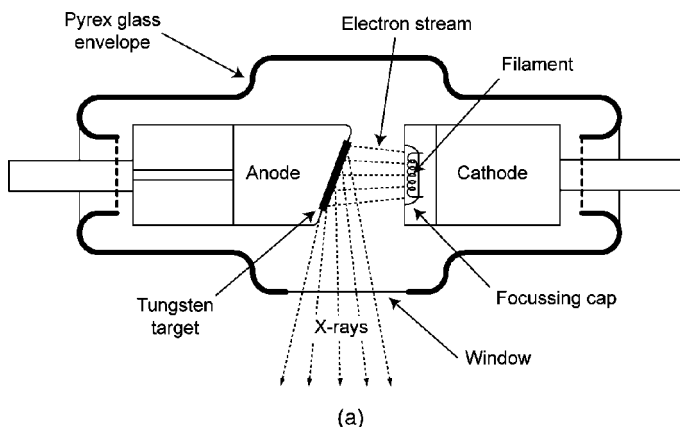 Pyrex glass
envelope
Electron stream
Filament
Anode
Cathode
Tungsten
target
X-rays
Focussing cap
Window
(a)